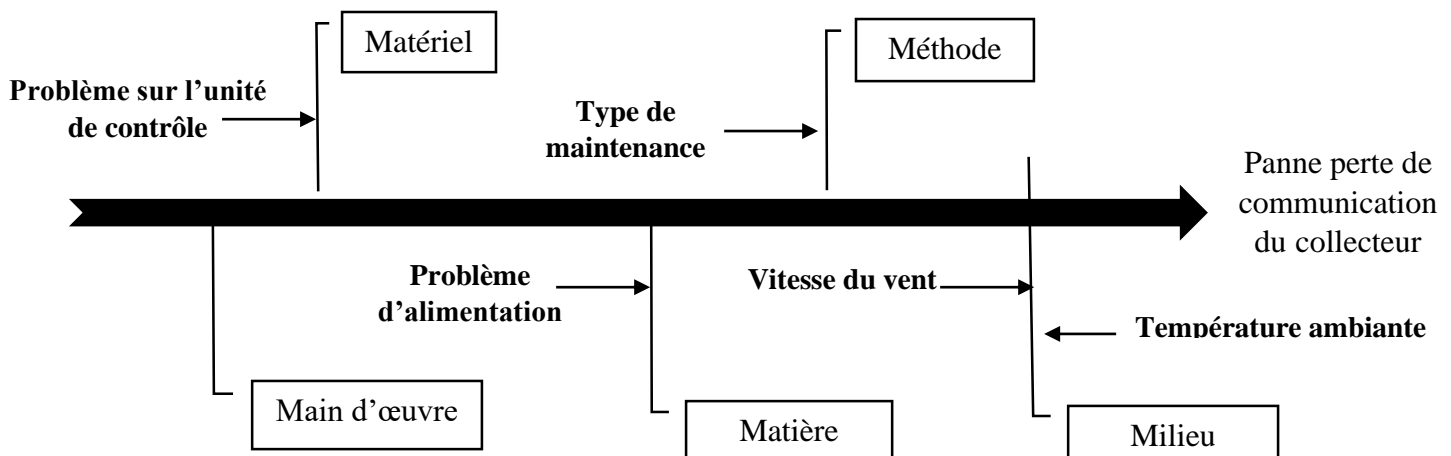 Matériel
Méthode
Problème sur l’unité
de contrôle
Type de
maintenance
Panne perte de
communication
du collecteur
Problème
d’alimentation
Vitesse du vent
Température ambiante
Main d’œuvre
Matière
Milieu